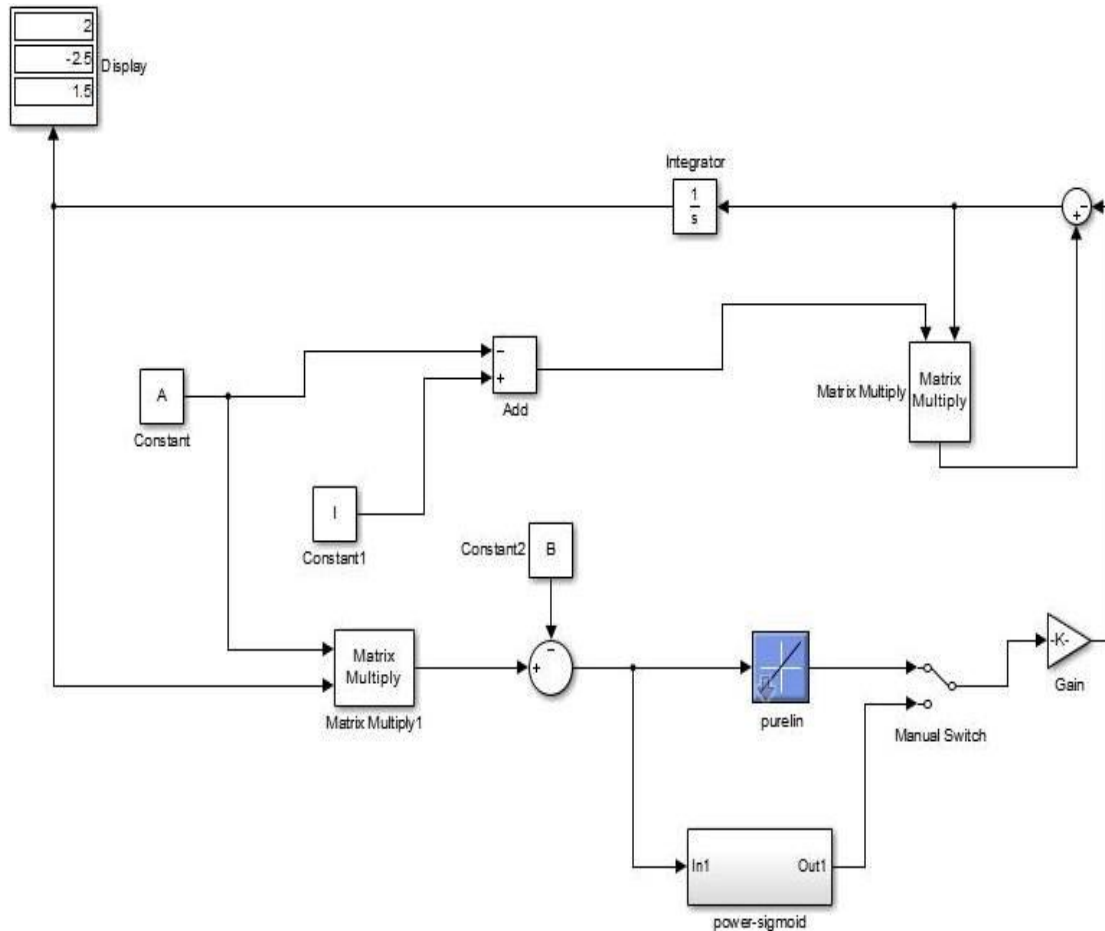 2
-2.5
1.5
Display
Integrator
1
s
-
+
-
+
Add
A
Constant
Matrix Multiply
Matrix
Multiply
I
Constant1
Constant2
B
Matrix
Multiply
Matrix Multiply1
-
+
purelin
Manual Switch
-K-
Gain
In1
Out1
power-sigmoid